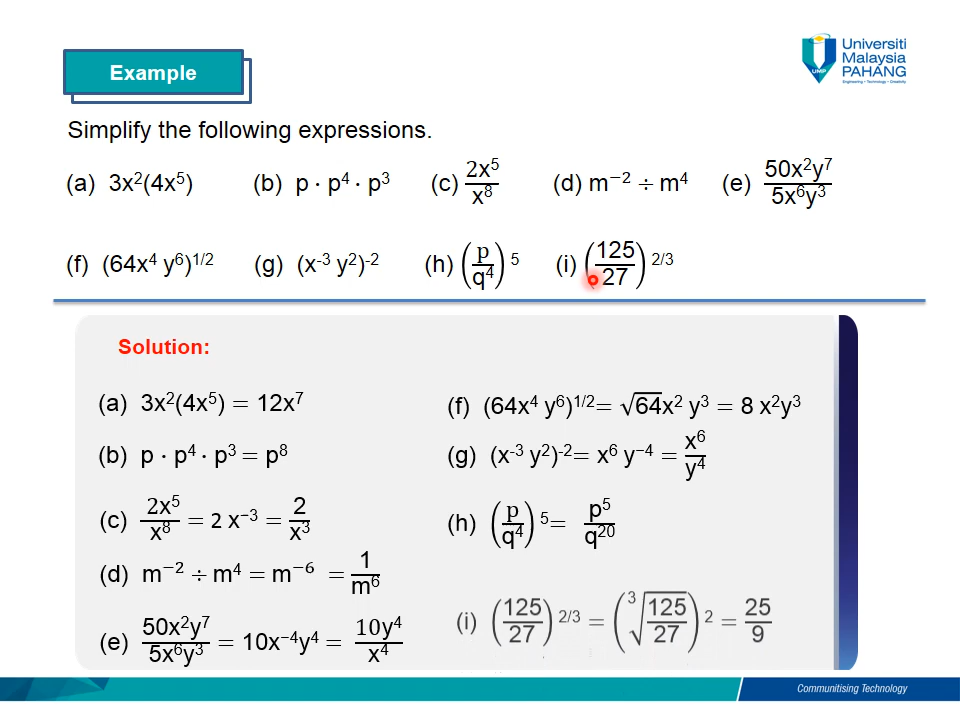 Universiti
Malaysia
PAHANG
Engineering • Technology • Creativity
UMP
Example
Simplify the following expressions.
(a) 3x²(4x⁵) (b) p · p⁴ · p³ (c) 2x⁵/x⁸ (d) m⁻² ÷ m⁴ (e) 50x²y⁷/5x⁶y³
(f) (64x⁴ y⁶)^1/2 (g) (x⁻³ y²)⁻² (h) (p/q⁴)⁵ (i) (125/27)^2/3
Solution:
(a) 3x²(4x⁵) = 12x⁷
(b) p · p⁴ · p³ = p⁸
(c) 2x⁵/x⁸ = 2 x⁻³ = 2/x³
(d) m⁻² ÷ m⁴ = m⁻⁶ = 1/m⁶
(e) 50x²y⁷/5x⁶y³ = 10x⁻⁴y⁴ = 10y⁴/x⁴
(f) (64x⁴ y⁶)^1/2 = √64x² y³ = 8 x²y³
(g) (x⁻³ y²)⁻² = x⁶ y⁻⁴ = x⁶/y⁴
(h) (p/q⁴)⁵ = p⁵/q²⁰
(i) (125/27)^2/3 = (∛(125/27))² = 25/9
Communitising Technology